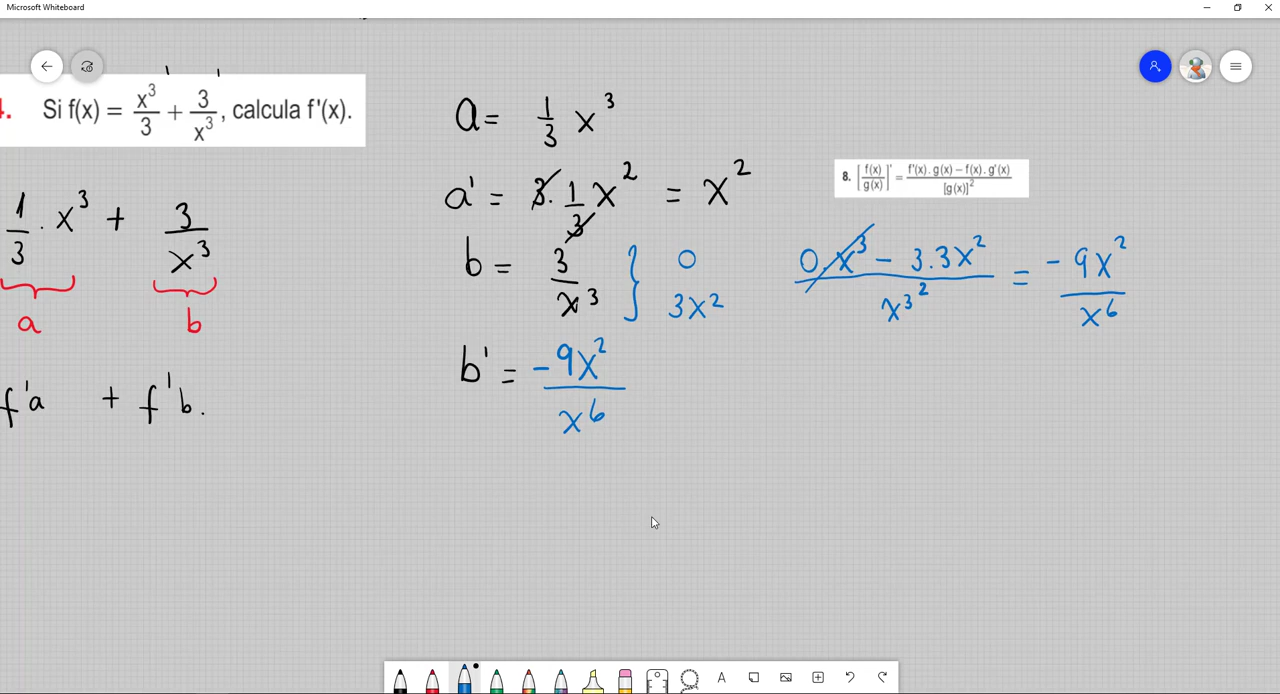 Microsoft Whiteboard
4. Si f(x) = x³/3 + 3/x³, calcula f'(x).
1/3 · x³ + 3/x³
a b
f'a + f'b.
a = 1/3 x³
a' = 3 · 1/3 x² = x²
b = 3/x³ } 0
3x²
b' = -9x²/x⁶
8. [f(x)/g(x)]' = f'(x) . g(x) – f(x) . g'(x) / [g(x)]²
0 . x³ - 3.3x² / x³² = -9x²/x⁶
A